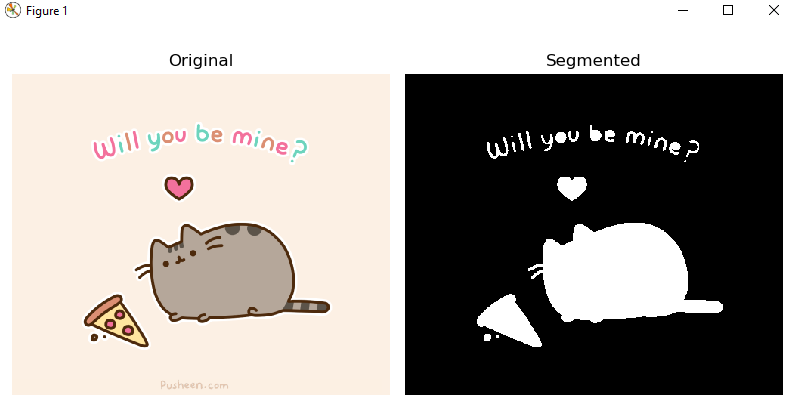 Figure 1
Original
Segmented
Will you be mine?
Will you be mine?
Pusheen.com